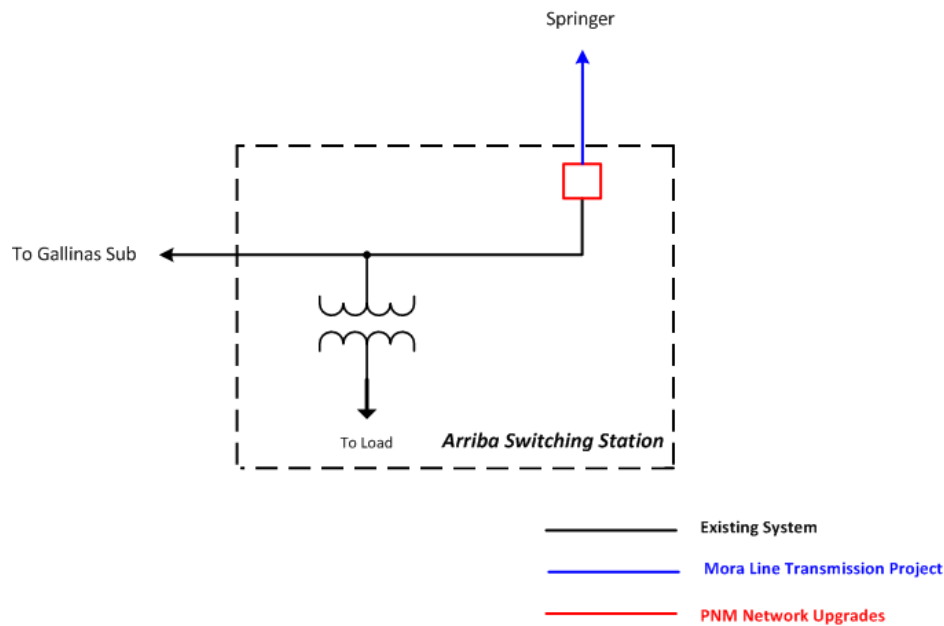 Springer
To Gallinas Sub
To Load
Arriba Switching Station
Existing System
Mora Line Transmission Project
PNM Network Upgrades